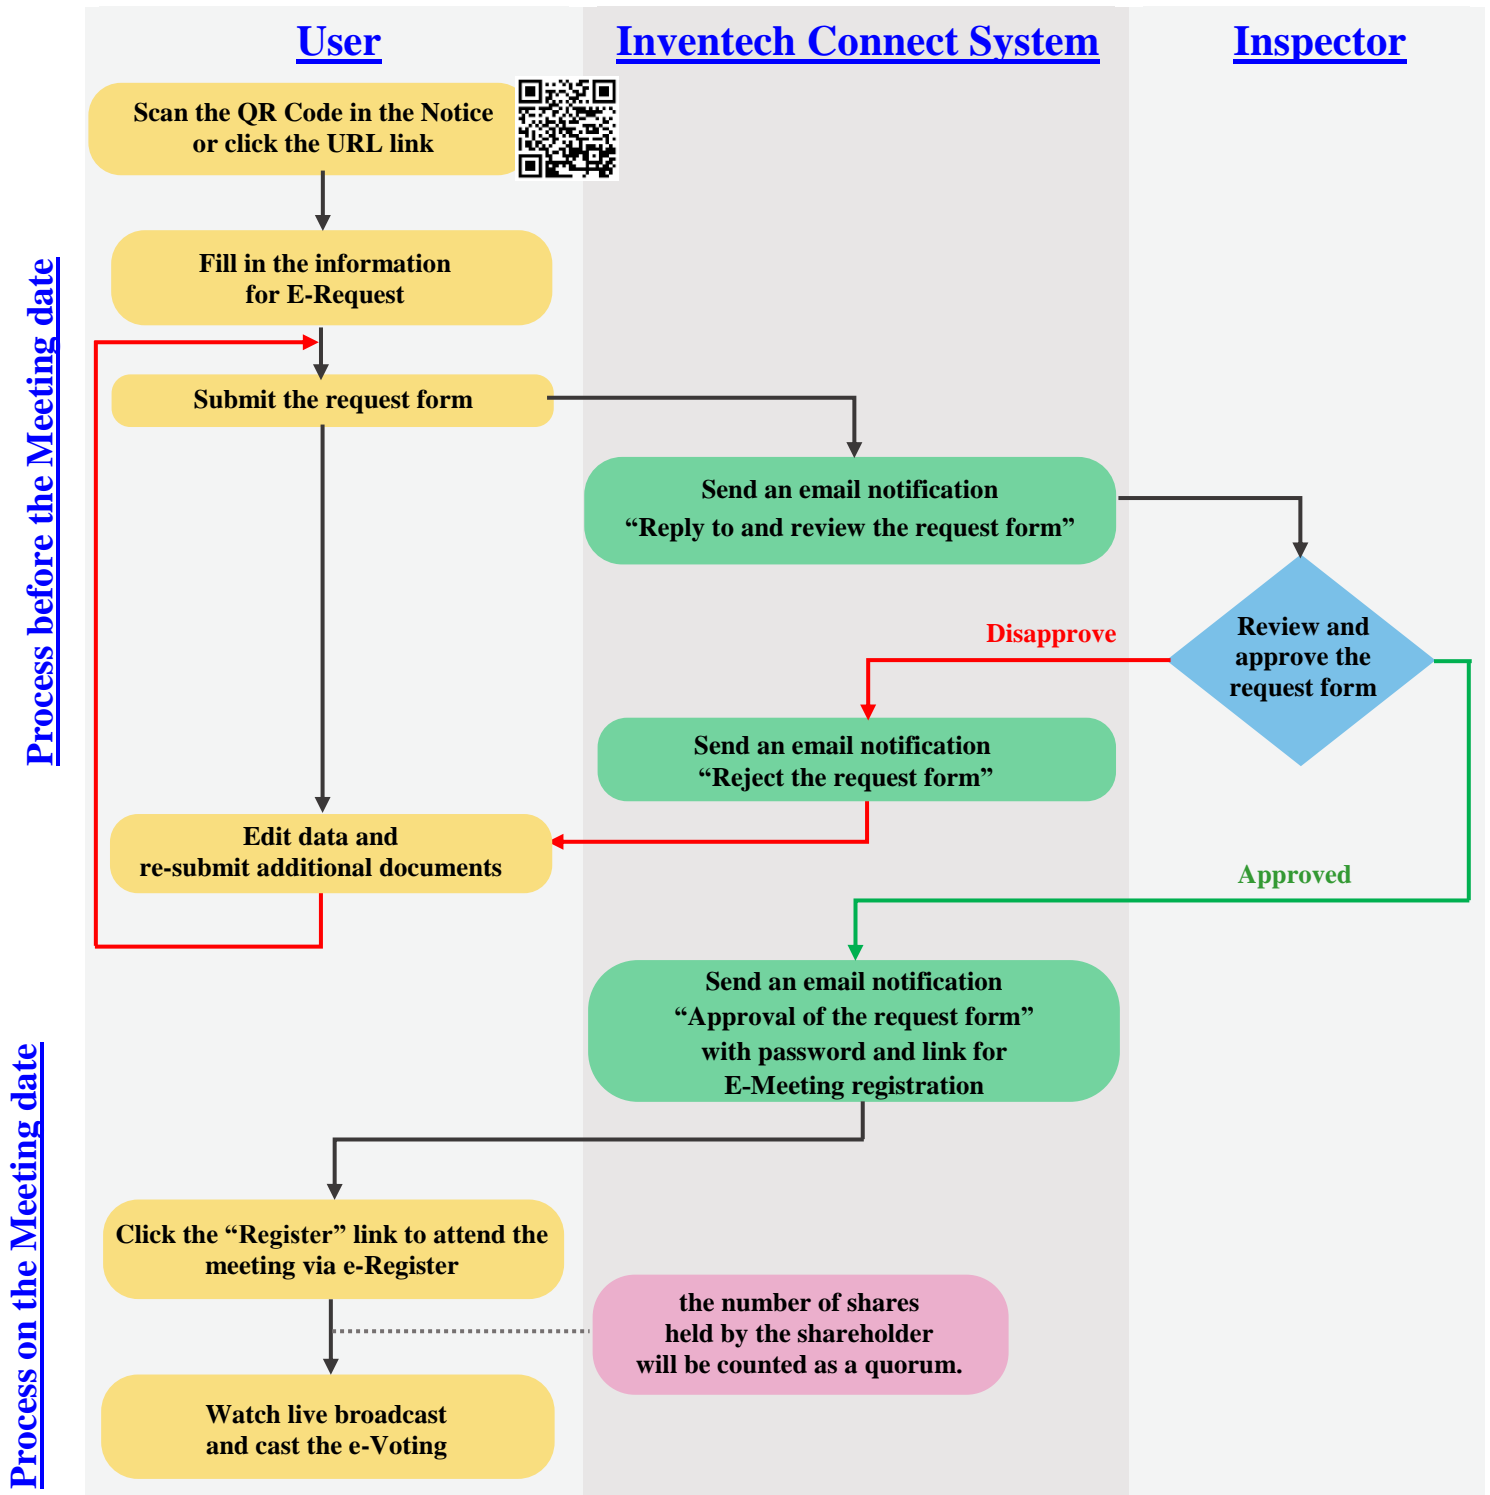 User
Inventech Connect System
Inspector
Process before the Meeting date
Scan the QR Code in the Notice
or click the URL link
Fill in the information
for E-Request
Submit the request form
Send an email notification
“Reply to and review the request form”
Review and
approve the
request form
Disapprove
Send an email notification
“Reject the request form”
Edit data and
re-submit additional documents
Approved
Send an email notification
“Approval of the request form”
with password and link for
E-Meeting registration
Process on the Meeting date
Click the “Register” link to attend the
meeting via e-Register
the number of shares
held by the shareholder
will be counted as a quorum.
Watch live broadcast
and cast the e-Voting